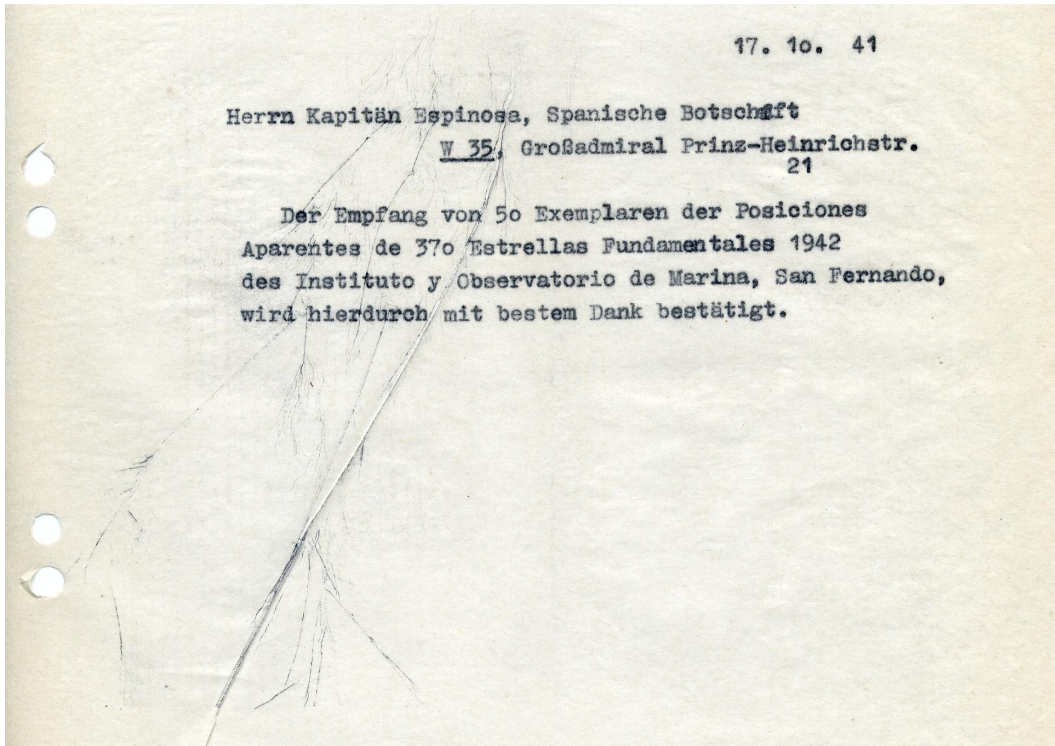 17. 1o. 41
Herrn Kapitän Espinosa, Spanische Botschaft
W 35, Großadmiral Prinz-Heinrichstr.
21
Der Empfang von 5o Exemplaren der Posiciones
Aparentes de 37o Estrellas Fundamentales 1942
des Instituto y Observatorio de Marina, San Fernando,
wird hierdurch mit bestem Dank bestätigt.